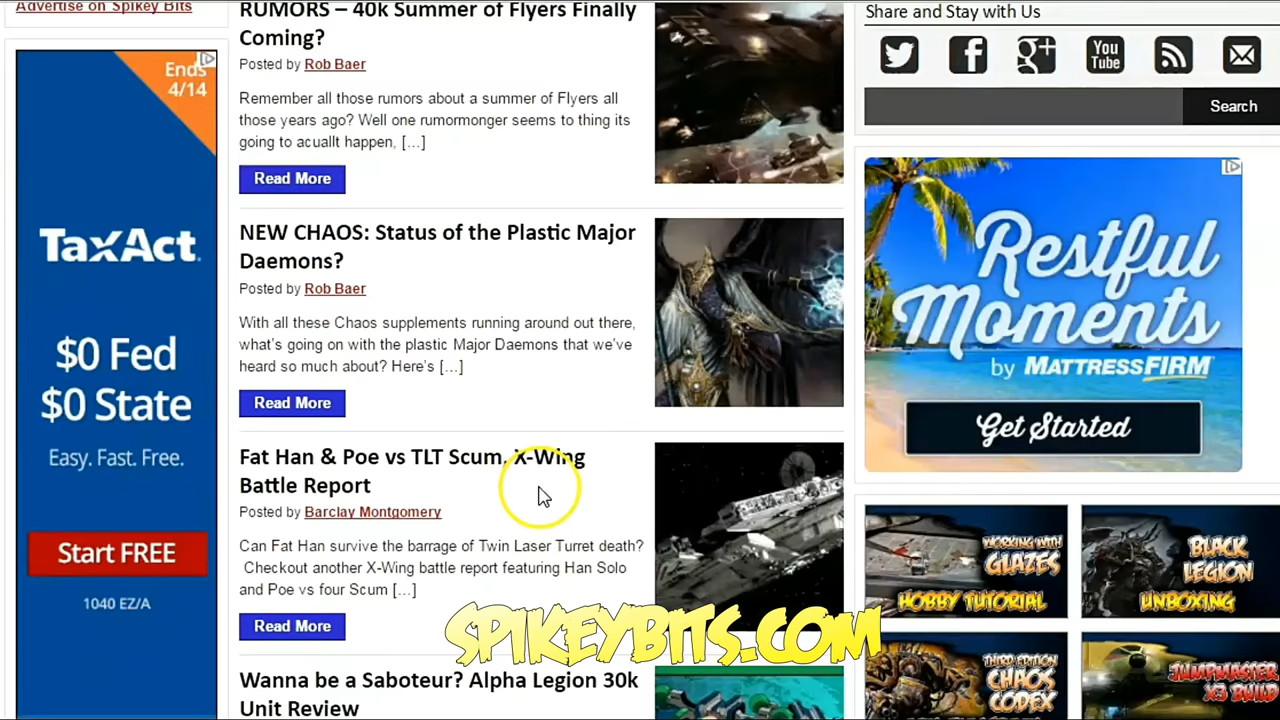 Advertise on Spikey Bits
Ends
4/14
TaxAct.
$0 Fed
$0 State
Easy. Fast. Free.
Start FREE
1040 EZ/A
RUMORS – 40k Summer of Flyers Finally
Coming?
Posted by Rob Baer
Remember all those rumors about a summer of Flyers all
those years ago? Well one rumormonger seems to thing its
going to acuallt happen, […]
Read More
NEW CHAOS: Status of the Plastic Major
Daemons?
Posted by Rob Baer
With all these Chaos supplements running around out there,
what's going on with the plastic Major Daemons that we've
heard so much about? Here's […]
Read More
Fat Han & Poe vs TLT Scum, X-Wing
Battle Report
Posted by Barclay Montgomery
Can Fat Han survive the barrage of Twin Laser Turret death?
Checkout another X-Wing battle report featuring Han Solo
and Poe vs four Scum […]
Read More
SPIKEYBITS.COM
Wanna be a Saboteur? Alpha Legion 30k
Unit Review
Share and Stay with Us
You
Tube
Search
Restful
Moments
by MATTRESSFIRM
Get Started
WORKING WITH
GLAZES
HOBBY TUTORIAL
BLACK
LEGION
UNBOXING
THIRD EDITION
CHAOS
CODEX
JUMPMASTER
X3 BUILD